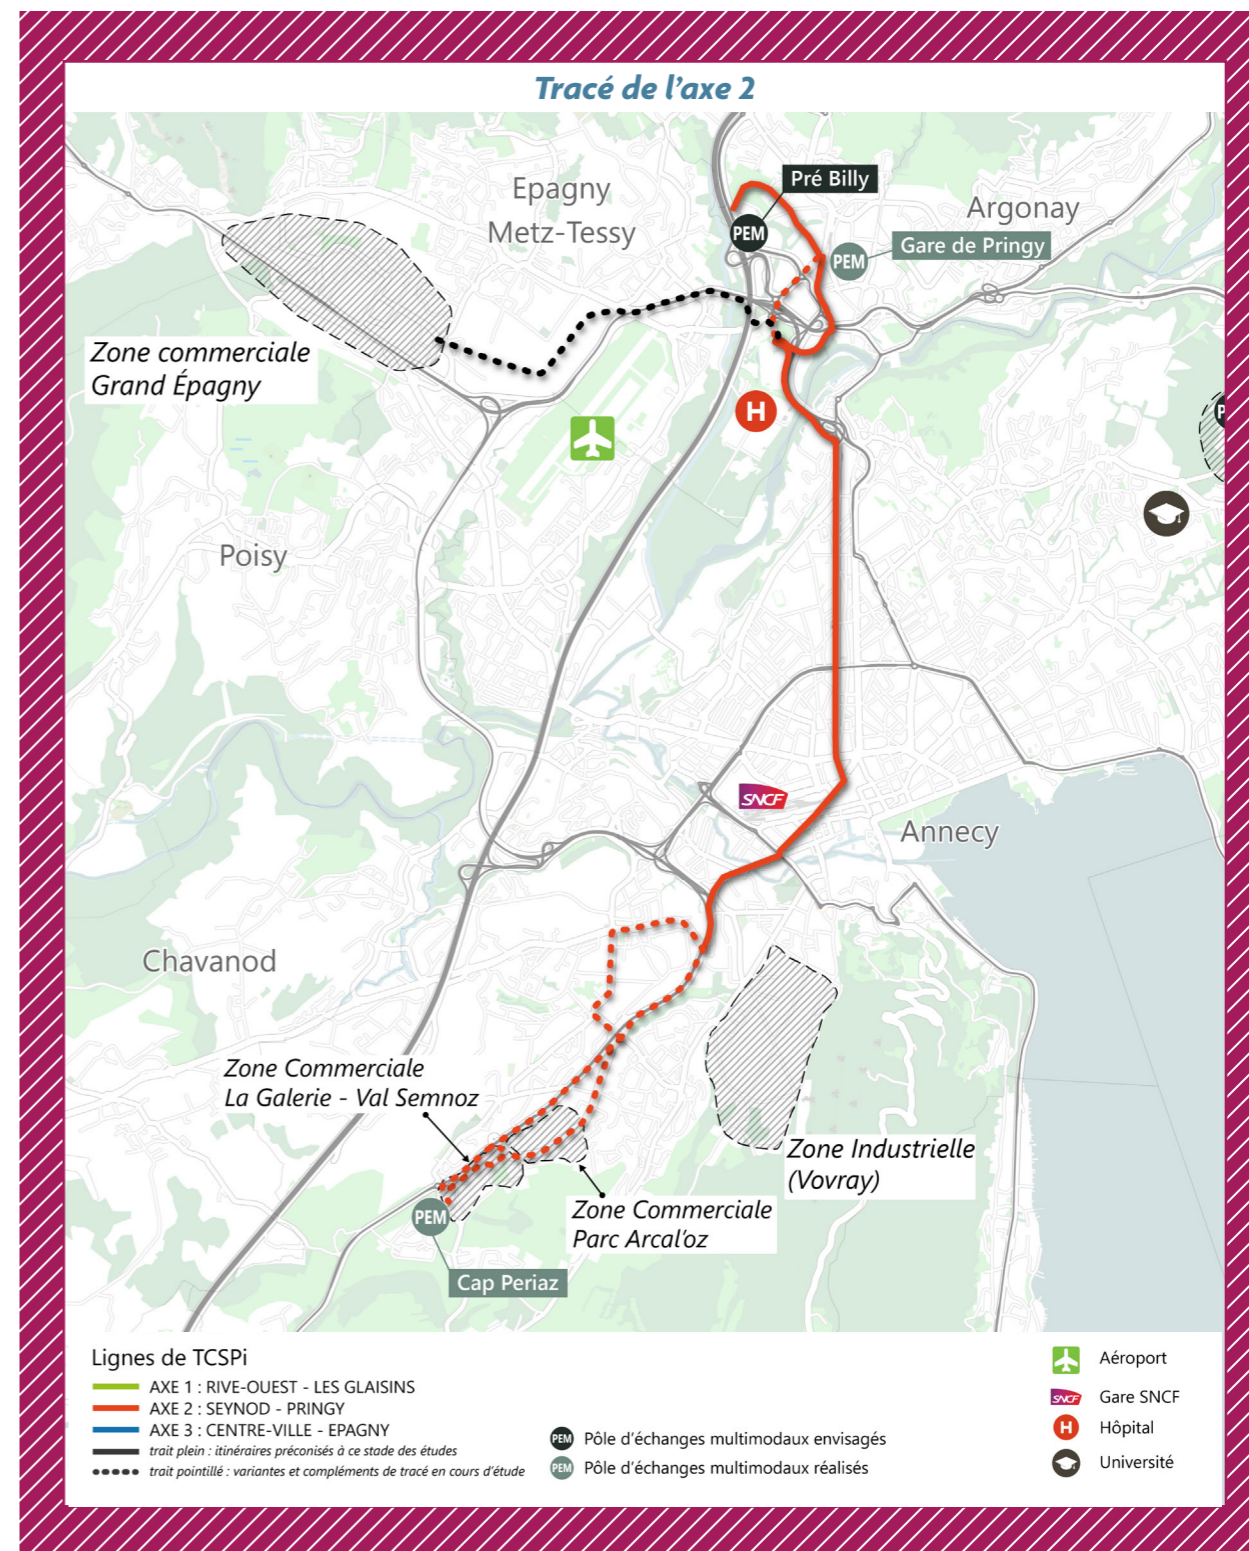 Tracé de l'axe 2
Pré Billy
Epagny
Metz-Tessy
Argonay
PEM
Gare de Pringy
PEM
Zone commerciale
Grand Épagny
H
Poisy
SNCF
Annecy
Chavanod
Zone Commerciale
La Galerie - Val Semnoz
Zone Industrielle
(Vovray)
Zone Commerciale
Parc Arcal'oz
PEM
Cap Periaz
Lignes de TCSPi
AXE 1 : RIVE-OUEST - LES GLAISINS
AXE 2 : SEYNOD - PRINGY
AXE 3 : CENTRE-VILLE - EPAGNY
trait plein : itinéraires préconisés à ce stade des études
trait pointillé : variantes et compléments de tracé en cours d'étude
PEM Pôle d'échanges multimodaux envisagés
PEM Pôle d'échanges multimodaux réalisés
Aéroport
SNCF Gare SNCF
H Hôpital
Université